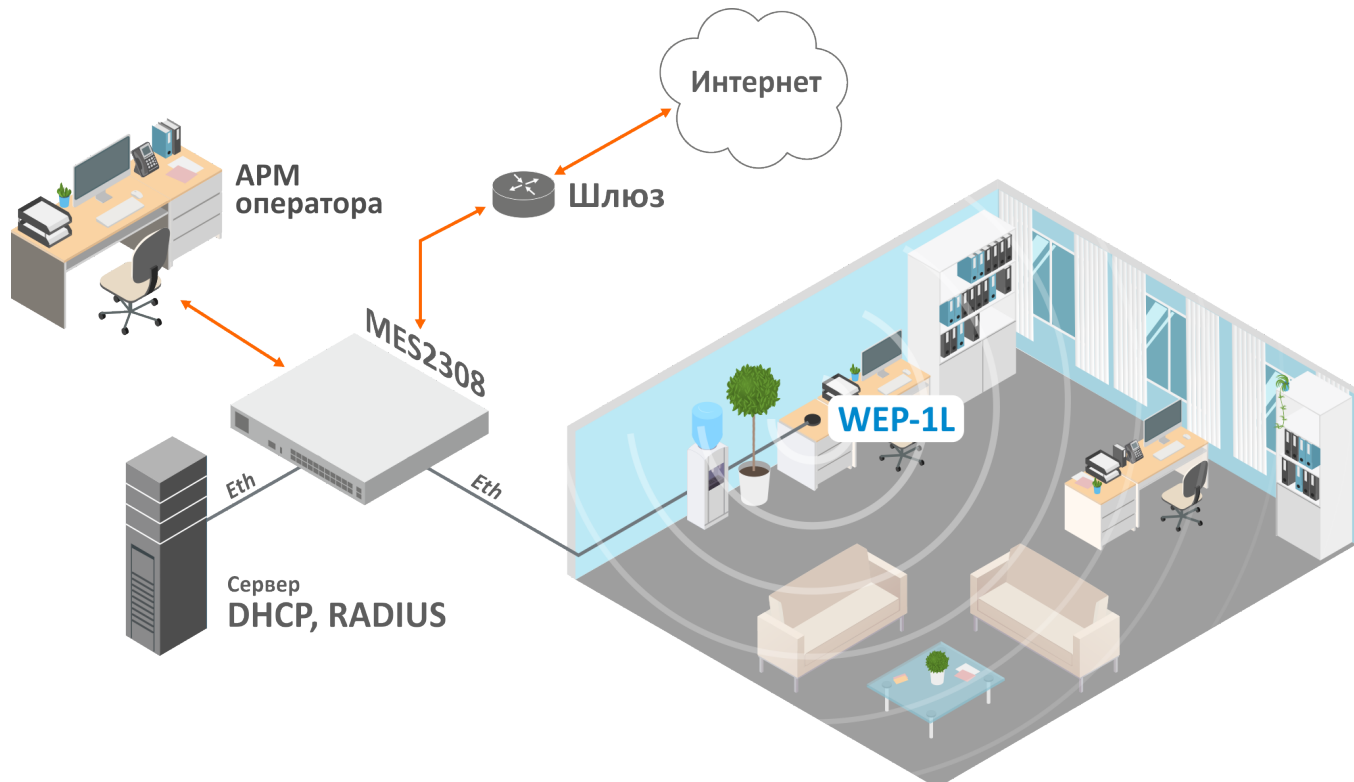 Интернет
АРМ
оператора
Шлюз
MES2308
WEP-1L
Eth
Eth
Сервер
DHCP, RADIUS